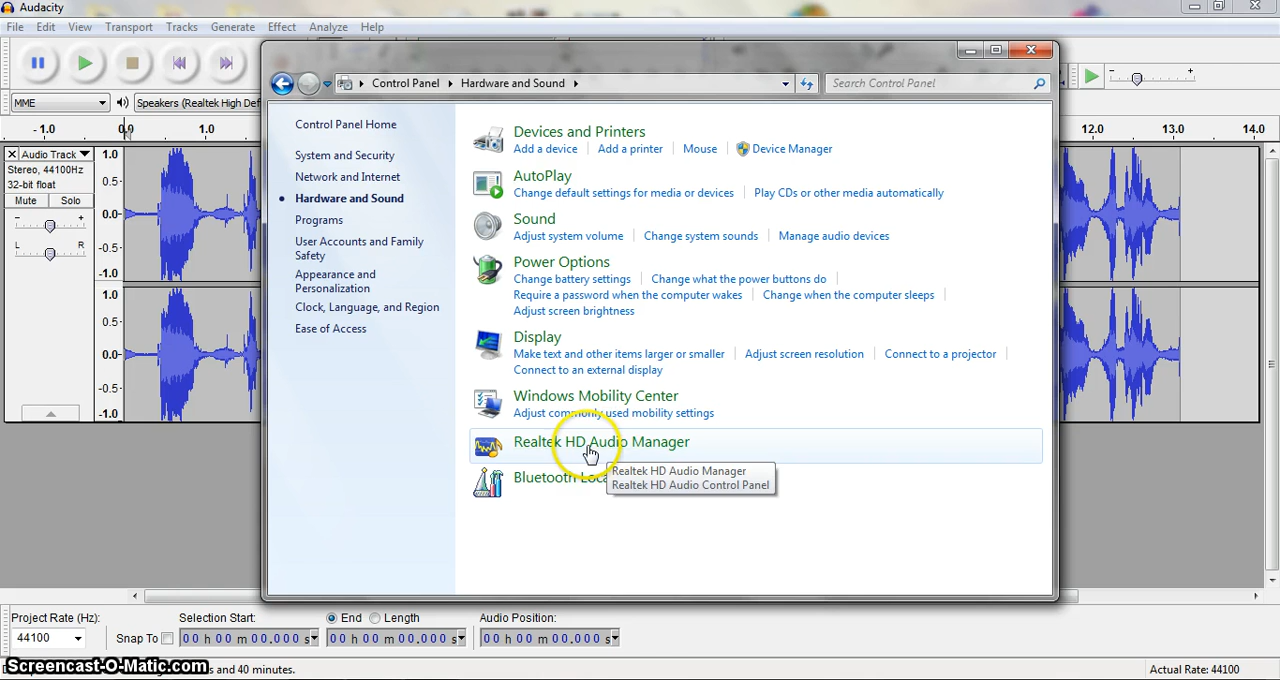 Audacity
File Edit View Transport Tracks Generate Effect Analyze Help
Control Panel Hardware and Sound Search Control Panel
MME Speakers (Realtek High Def
- 1.0 0.0 1.0 12.0 13.0 14.0
Audio Track
Stereo, 44100Hz
32-bit float
Mute Solo
- +
L R
1.0
0.5-
0.0-
-0.5-
-1.0
1.0
0.5-
0.0-
-0.5-
-1.0
Control Panel Home
System and Security
Network and Internet
Hardware and Sound
Programs
User Accounts and Family
Safety
Appearance and
Personalization
Clock, Language, and Region
Ease of Access
Devices and Printers
Add a device Add a printer Mouse Device Manager
AutoPlay
Change default settings for media or devices Play CDs or other media automatically
Sound
Adjust system volume Change system sounds Manage audio devices
Power Options
Change battery settings Change what the power buttons do
Require a password when the computer wakes Change when the computer sleeps
Adjust screen brightness
Display
Make text and other items larger or smaller Adjust screen resolution Connect to a projector
Connect to an external display
Windows Mobility Center
Adjust commonly used mobility settings
Realtek HD Audio Manager
Realtek HD Audio Manager
Realtek HD Audio Control Panel
Bluetooth Loca
Project Rate (Hz): Selection Start: End Length Audio Position:
44100 Snap To 00 h 00 m 00.000 s 00 h 00 m 00.000 s 00 h 00 m 00.000 s
Screencast-O-Matic.com
s and 40 minutes. Actual Rate: 44100